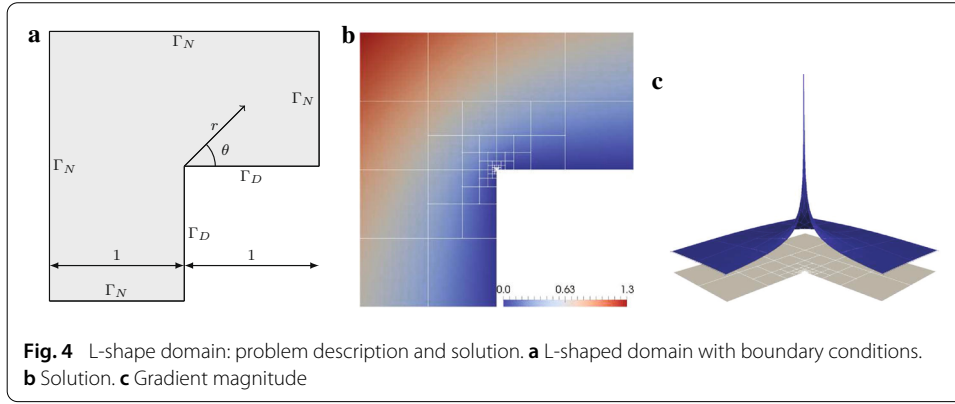 a
Γ_N
Γ_N
r
θ
Γ_N
Γ_D
Γ_D
1
1
Γ_N
b
0.0 0.63 1.3
c
Fig. 4 L-shape domain: problem description and solution. a L-shaped domain with boundary conditions.
b Solution. c Gradient magnitude